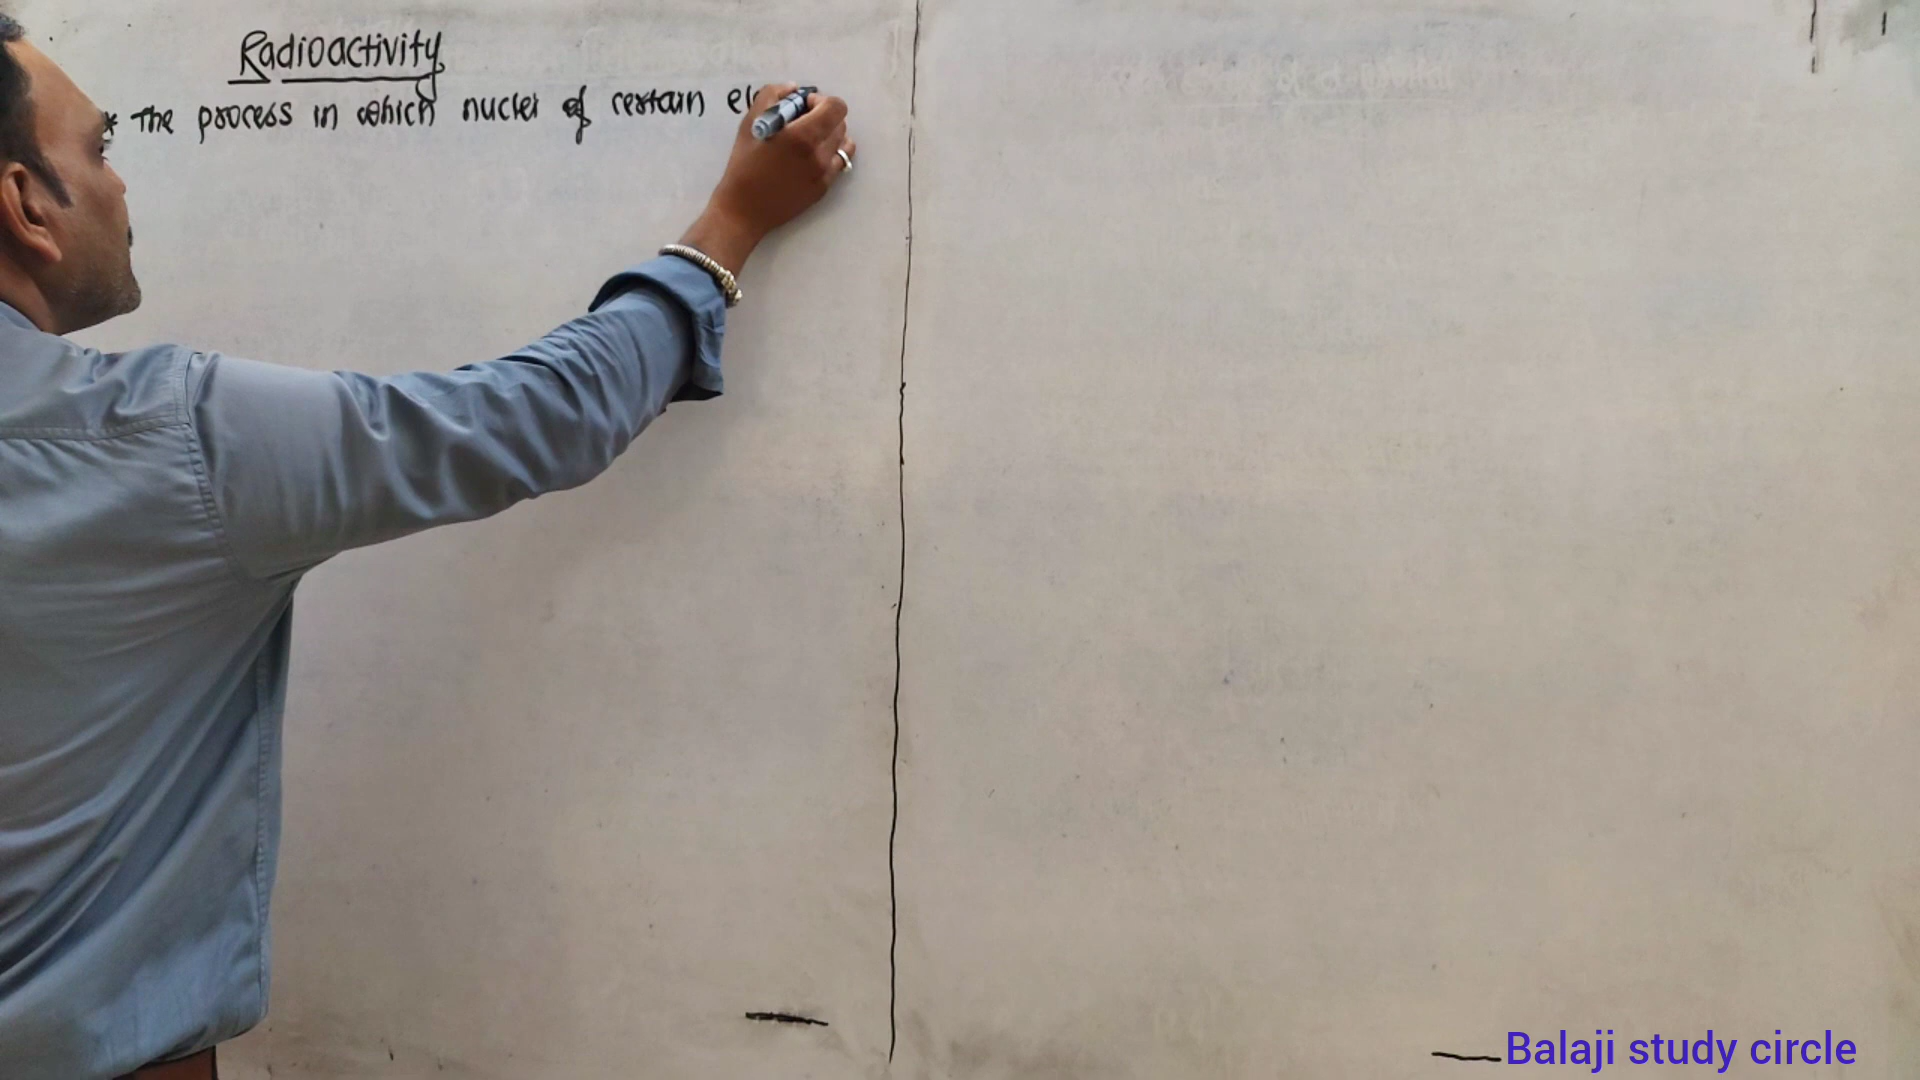 Radioactivity
* The process in which nuclei of certain
Balaji study circle